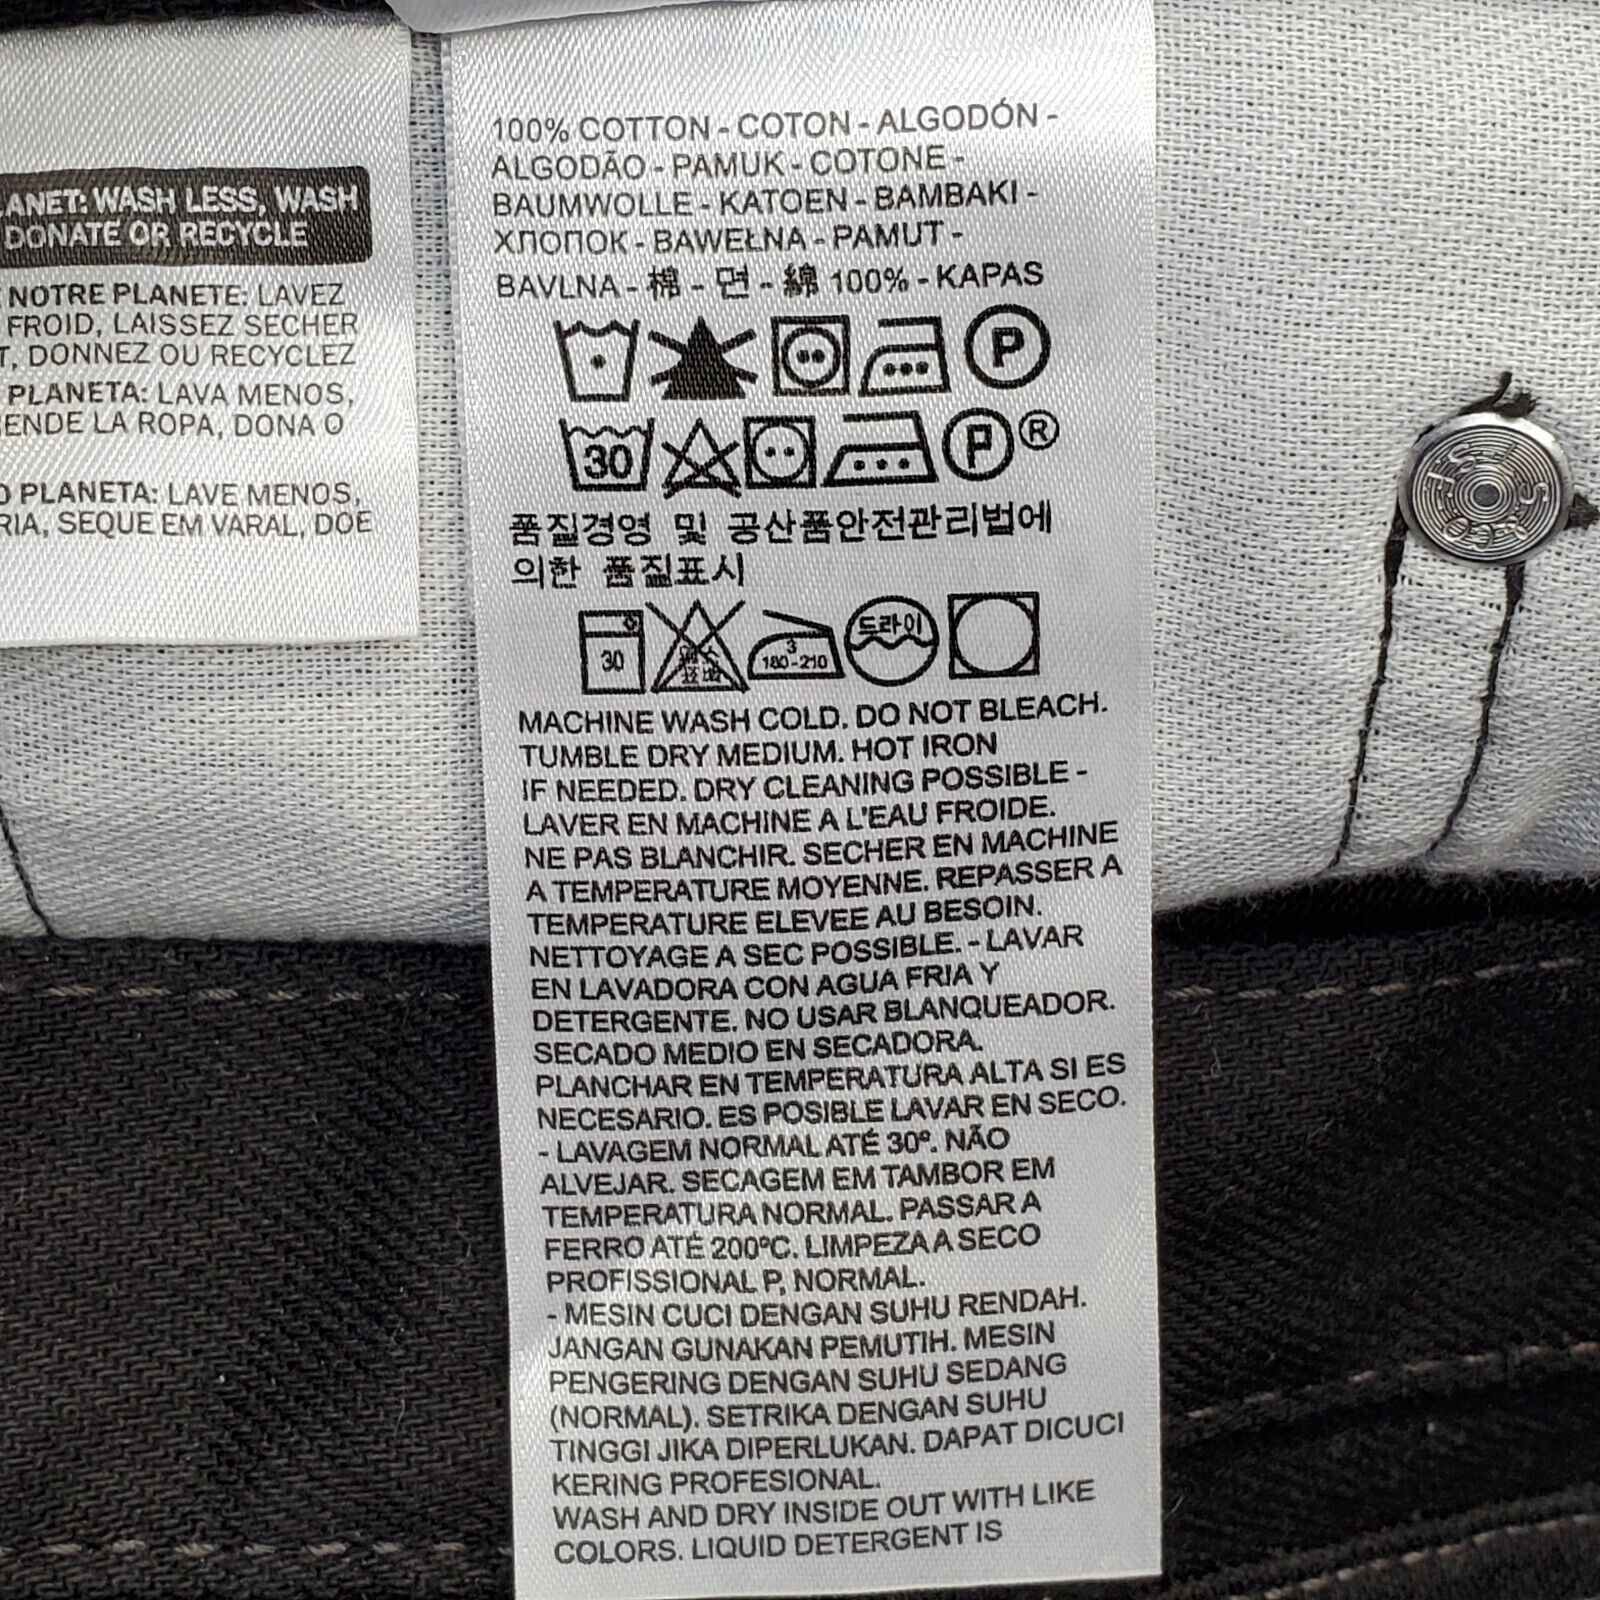 LANET: WASH LESS, WASH
DONATE OR RECYCLE
NOTRE PLANETE: LAVEZ
FROID, LAISSEZ SECHER
T, DONNEZ OU RECYCLEZ
PLANETA: LAVA MENOS,
ENDE LA ROPA, DONA O
O PLANETA: LAVE MENOS,
RIA, SEQUE EM VARAL, DOE
100% COTTON - COTON - ALGODÓN -
ALGODÃO - PAMUK - COTONE -
BAUMWOLLE - KATOEN - BAMBAKI -
ХЛОПОК - BAWEŁNA - PAMUT -
BAVLNA - 棉 - 면 - 綿 100% - KAPAS
P
30 P ®
품질경영 및 공산품안전관리법에
의한 품질표시
30 3 180-210 드라이
MACHINE WASH COLD. DO NOT BLEACH.
TUMBLE DRY MEDIUM. HOT IRON
IF NEEDED. DRY CLEANING POSSIBLE -
LAVER EN MACHINE A L'EAU FROIDE.
NE PAS BLANCHIR. SECHER EN MACHINE
A TEMPERATURE MOYENNE. REPASSER A
TEMPERATURE ELEVEE AU BESOIN.
NETTOYAGE A SEC POSSIBLE. - LAVAR
EN LAVADORA CON AGUA FRIA Y
DETERGENTE. NO USAR BLANQUEADOR.
SECADO MEDIO EN SECADORA.
PLANCHAR EN TEMPERATURA ALTA SI ES
NECESARIO. ES POSIBLE LAVAR EN SECO.
- LAVAGEM NORMAL ATÉ 30º. NÃO
ALVEJAR. SECAGEM EM TAMBOR EM
TEMPERATURA NORMAL. PASSAR A
FERRO ATÉ 200ºC. LIMPEZA A SECO
PROFISSIONAL P, NORMAL.
- MESIN CUCI DENGAN SUHU RENDAH.
JANGAN GUNAKAN PEMUTIH. MESIN
PENGERING DENGAN SUHU SEDANG
(NORMAL). SETRIKA DENGAN SUHU
TINGGI JIKA DIPERLUKAN. DAPAT DICUCI
KERING PROFESIONAL.
WASH AND DRY INSIDE OUT WITH LIKE
COLORS. LIQUID DETERGENT IS